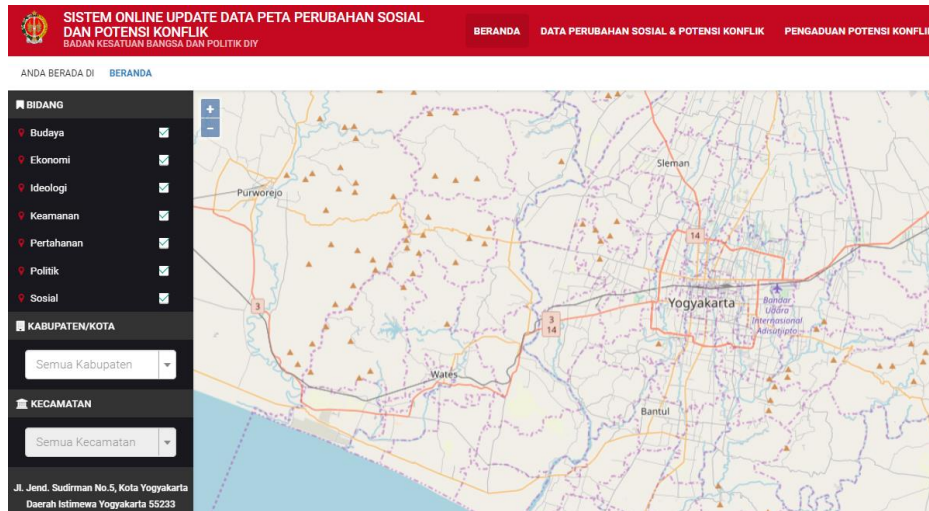 SISTEM ONLINE UPDATE DATA PETA PERUBAHAN SOSIAL
DAN POTENSI KONFLIK
BADAN KESATUAN BANGSA DAN POLITIK DIY
BERANDA
DATA PERUBAHAN SOSIAL & POTENSI KONFLIK
PENGADUAN POTENSI KONFLIK
ANDA BERADA DI BERANDA
BIDANG
Budaya
Ekonomi
Ideologi
Keamanan
Pertahanan
Politik
Sosial
KABUPATEN/KOTA
Semua Kabupaten
KECAMATAN
Semua Kecamatan
Jl. Jend. Sudirman No.5, Kota Yogyakarta
Daerah Istimewa Yogyakarta 55233
+
-
Sleman
Purworejo
14
3
Yogyakarta
Bandar
Udara
Internasional
Adisutjipto
3
14
Wates
Bantul